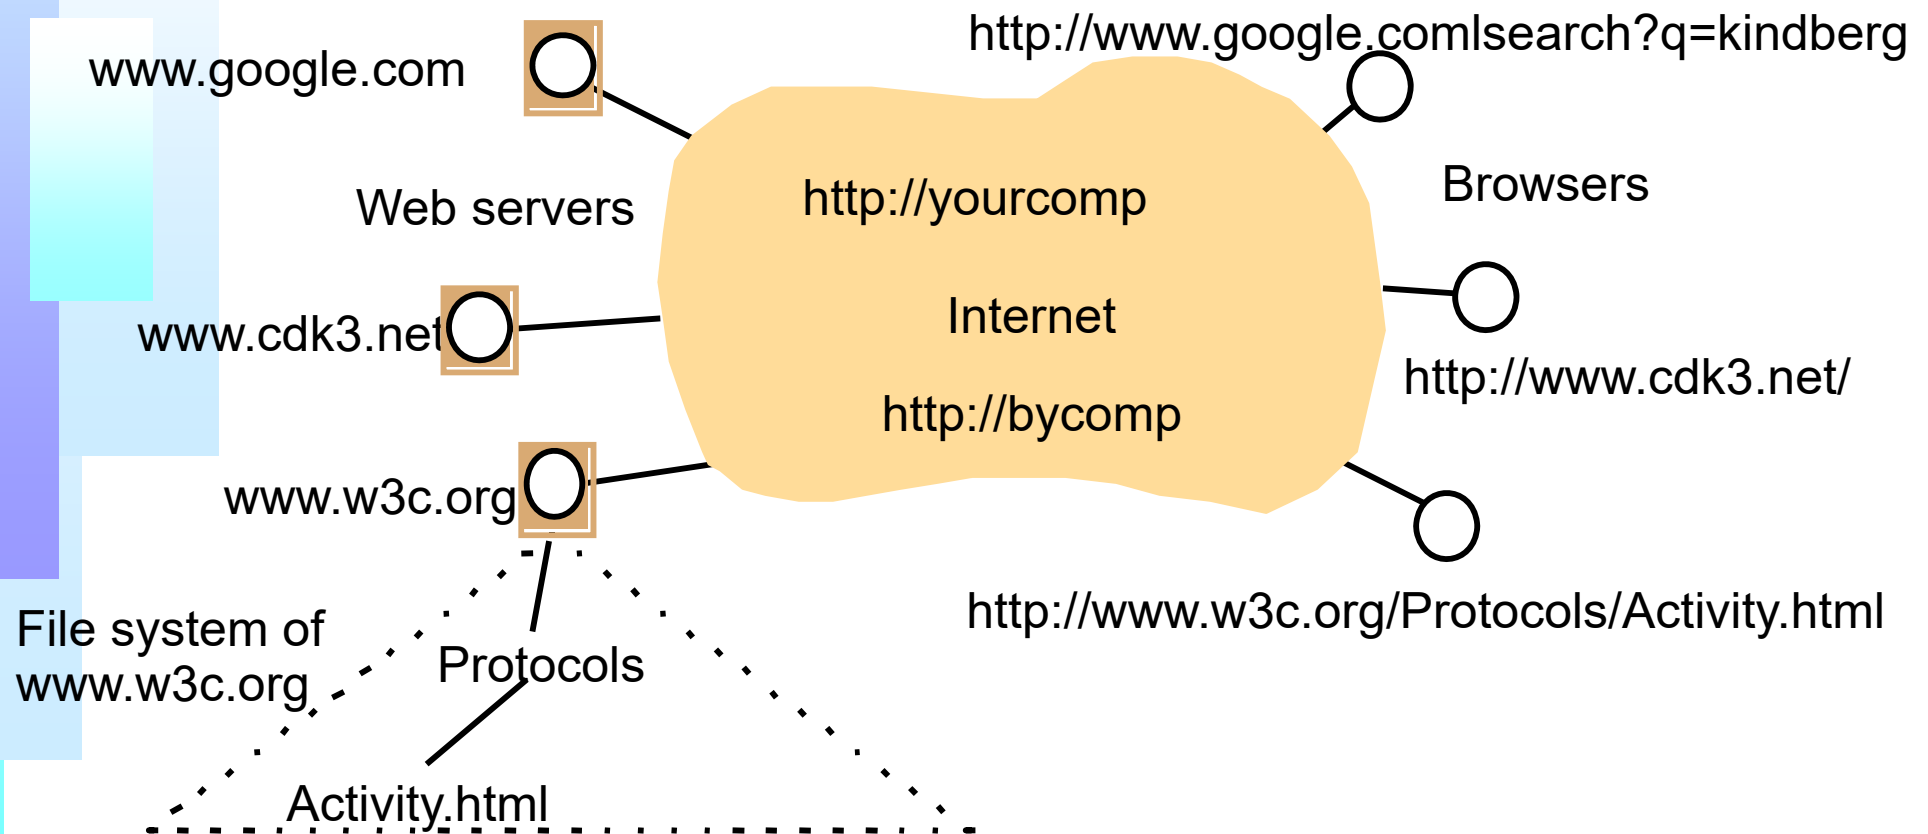 http://www.google.comlsearch?q=kindberg
www.google.com
Browsers
Web servers
http://yourcomp
Internet
www.cdk3.net
http://www.cdk3.net/
http://bycomp
www.w3c.org
http://www.w3c.org/Protocols/Activity.html
File system of
www.w3c.org
Protocols
Activity.html